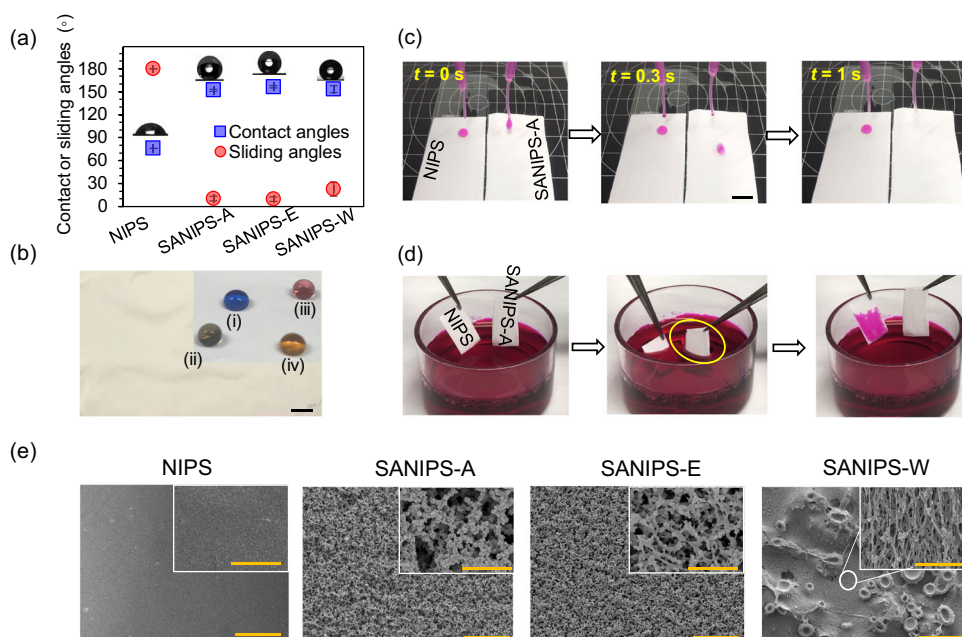 (a)
Contact or sliding angles (°)
180
150
120
90
60
30
0
Contact angles
Sliding angles
NIPS
SANIPS-A
SANIPS-E
SANIPS-W
(b)
(i)
(ii)
(iii)
(iv)
(c)
t = 0 s
t = 0.3 s
t = 1 s
NIPS
SANIPS-A
(d)
NIPS
SANIPS-A
(e)
NIPS
SANIPS-A
SANIPS-E
SANIPS-W